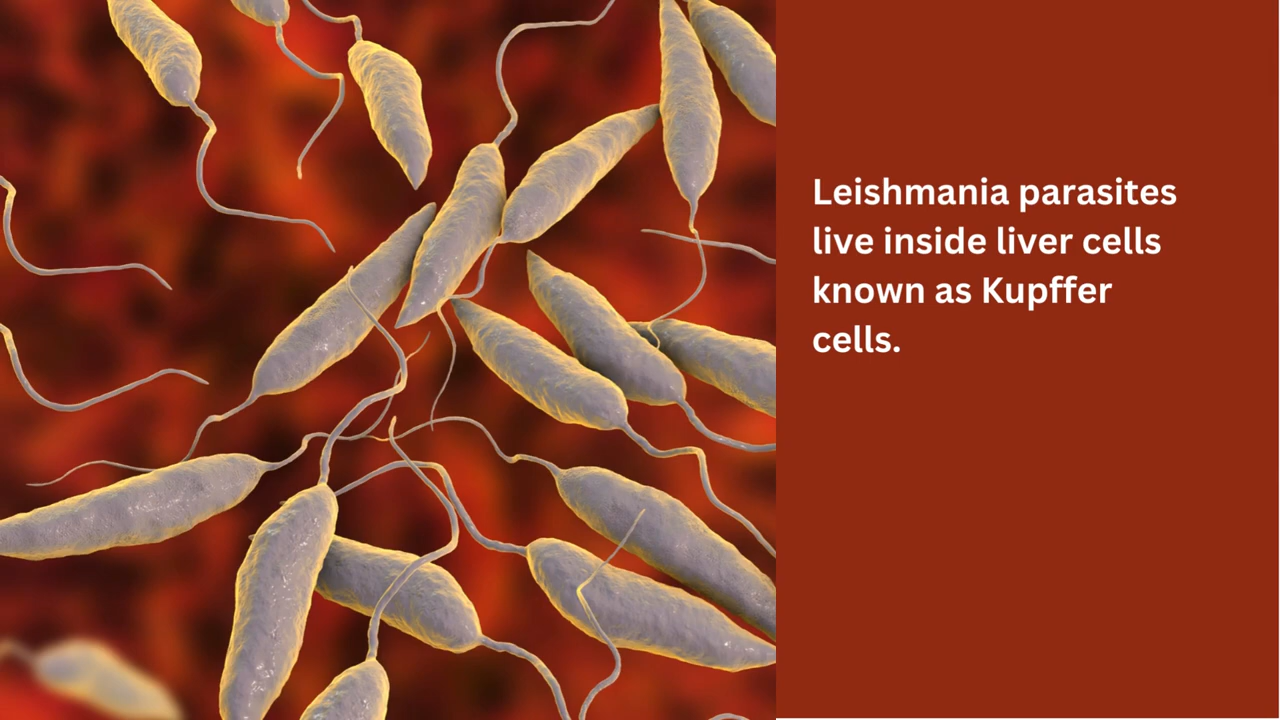 Leishmania parasites
live inside liver cells
known as Kupffer
cells.